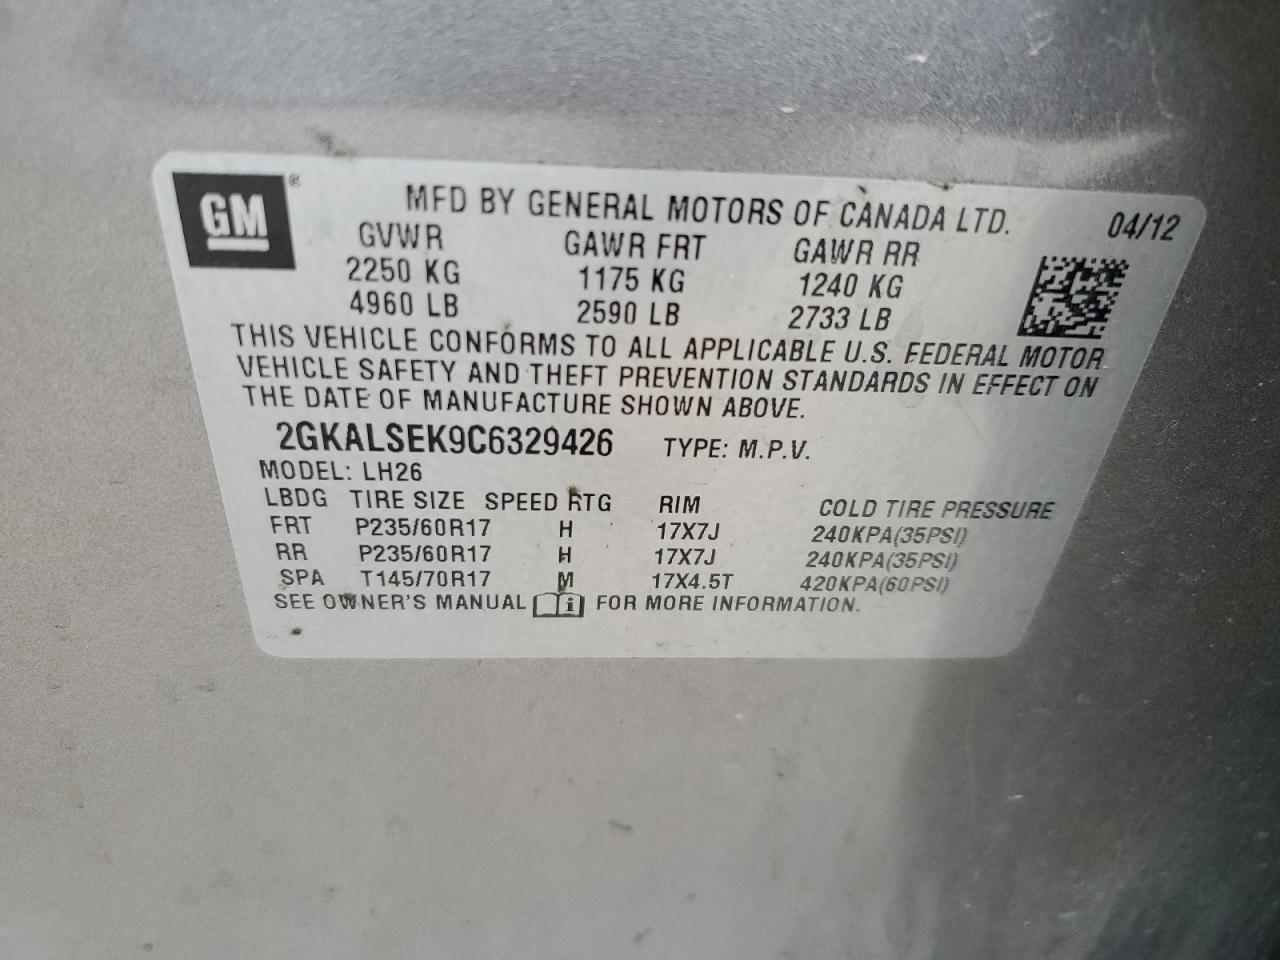 GM®
MFD BY GENERAL MOTORS OF CANADA LTD. 04/12
GVWR GAWR FRT GAWR RR
2250 KG 1175 KG 1240 KG
4960 LB 2590 LB 2733 LB
THIS VEHICLE CONFORMS TO ALL APPLICABLE U.S. FEDERAL MOTOR
VEHICLE SAFETY AND THEFT PREVENTION STANDARDS IN EFFECT ON
THE DATE OF MANUFACTURE SHOWN ABOVE.
2GKALSEK9C6329426 TYPE: M.P.V.
MODEL: LH26
LBDG TIRE SIZE SPEED RTG RIM COLD TIRE PRESSURE
FRT P235/60R17 H 17X7J 240KPA(35PSI)
RR P235/60R17 H 17X7J 240KPA(35PSI)
SPA T145/70R17 M 17X4.5T 420KPA(60PSI)
SEE OWNER'S MANUAL i FOR MORE INFORMATION.